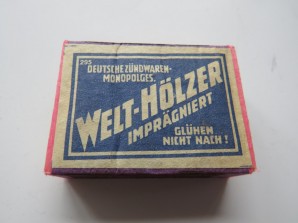 295
DEUTSCHE ZÜNDWAREN-
MONOPOLGES.
WELT-HÖLZER
IMPRÄGNIERT
GLÜHEN
NICHT NACH!